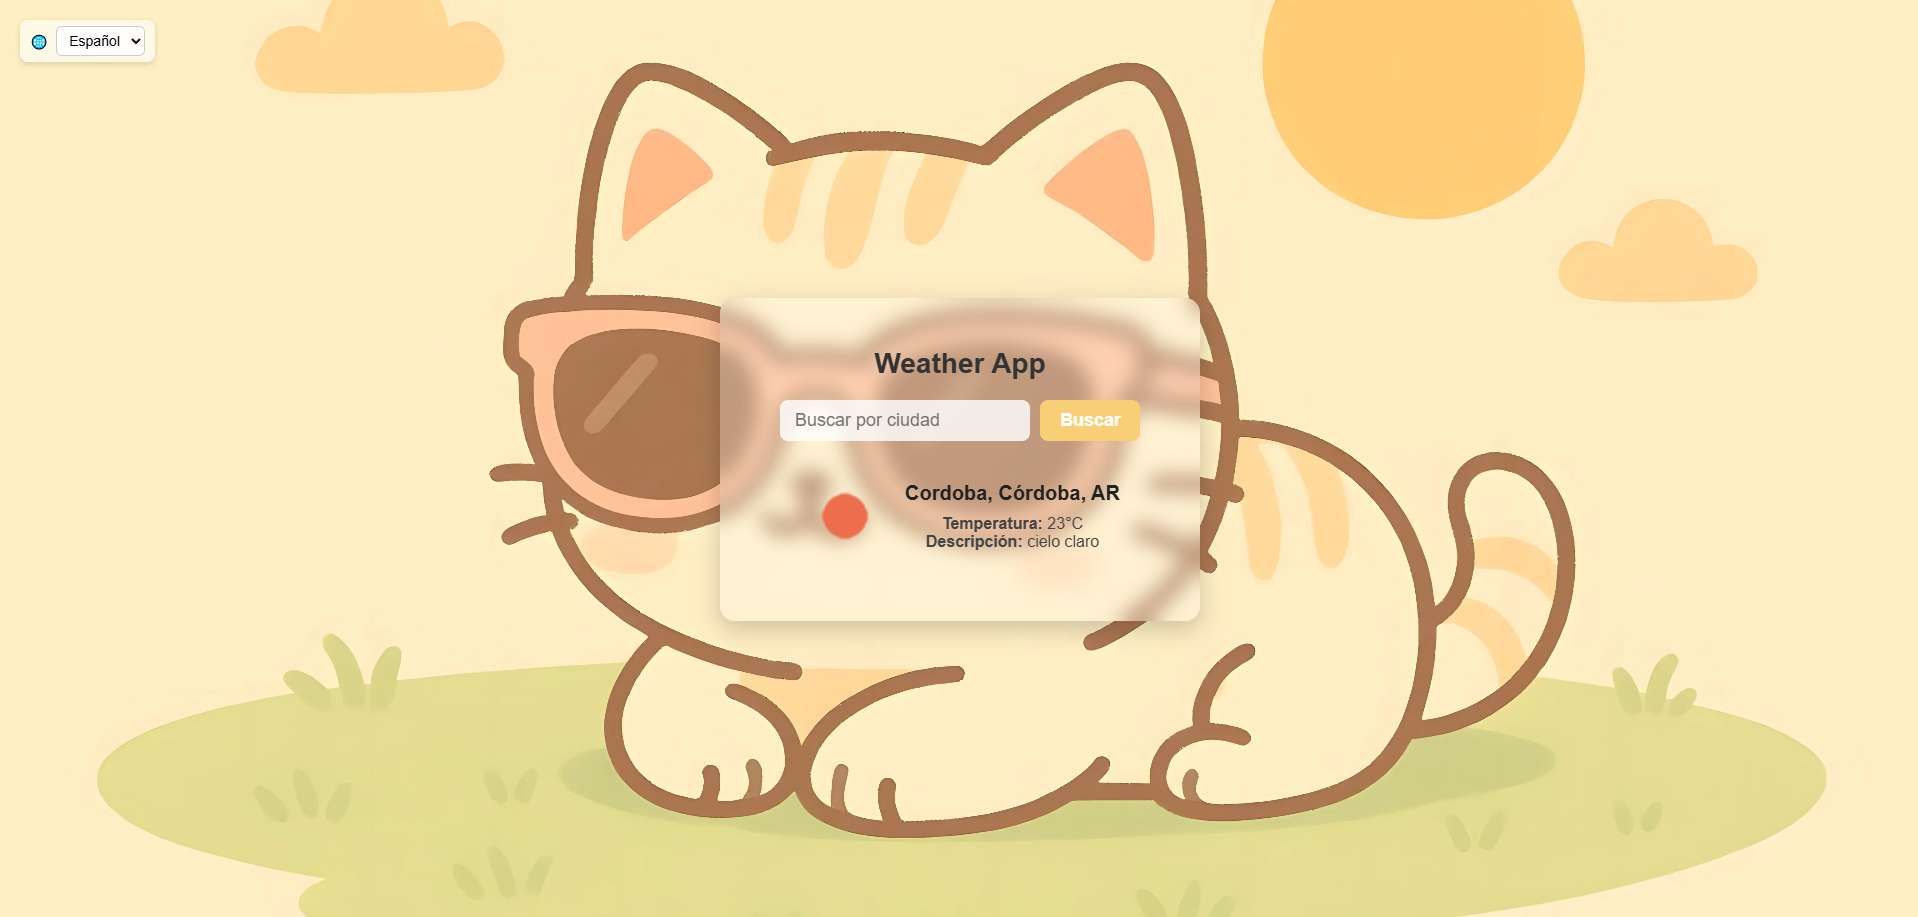 Español
Weather App
Buscar por ciudad
Buscar
Cordoba, Córdoba, AR
Temperatura: 23°C
Descripción: cielo claro